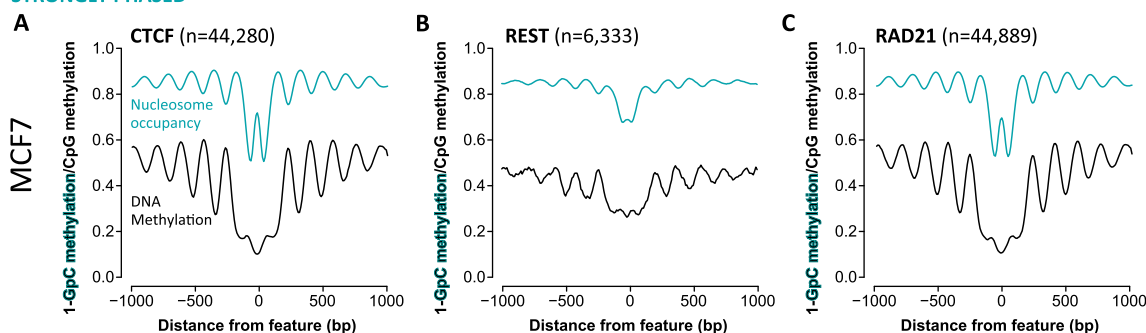 STRONGLY PHASED
MCF7
A
CTCF (n=44,280)
1-GpC methylation/CpG methylation
1.0
0.8
0.6
0.4
0.2
0.0
Nucleosome
occupancy
DNA
Methylation
−1000
−500
0
500
1000
Distance from feature (bp)
B
REST (n=6,333)
1-GpC methylation/CpG methylation
1.0
0.8
0.6
0.4
0.2
0.0
−1000
−500
0
500
1000
Distance from feature (bp)
C
RAD21 (n=44,889)
1-GpC methylation/CpG methylation
1.0
0.8
0.6
0.4
0.2
0.0
−1000
−500
0
500
1000
Distance from feature (bp)